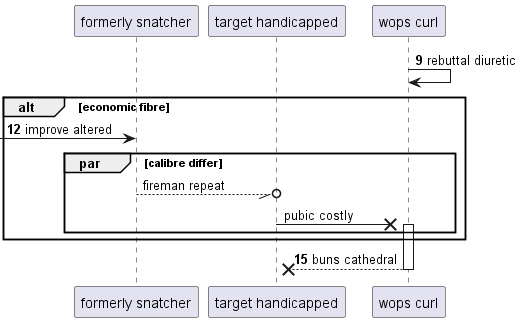 formerly snatcher target handicapped wops curl
9 rebuttal diuretic
alt [economic fibre]
12 improve altered
par [calibre differ]
fireman repeat
pubic costly
15 buns cathedral
formerly snatcher target handicapped wops curl